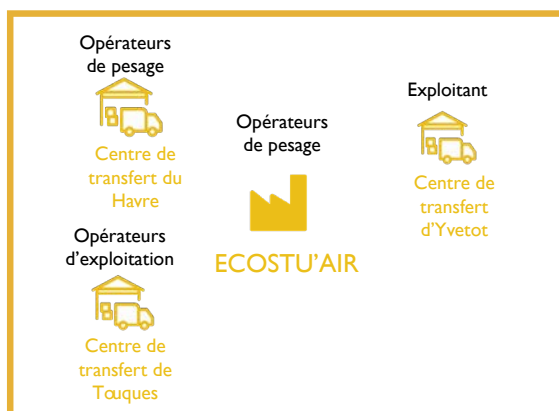 Opérateurs
de pesage
Centre de
transfert du
Havre
Opérateurs
d'exploitation
Centre de
transfert de
Touques
Opérateurs
de pesage
ECOSTU'AIR
Exploitant
Centre de
transfert
d'Yvetot